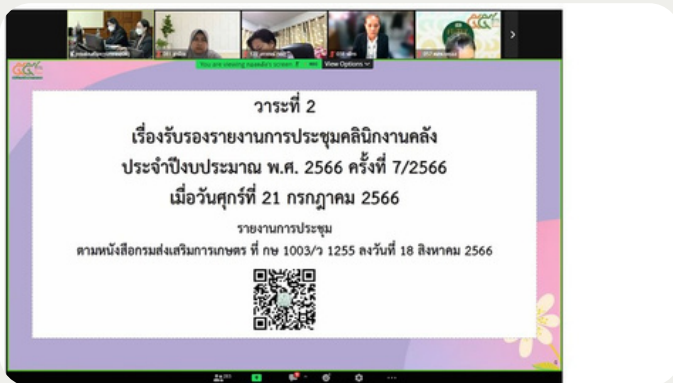 You are viewing
screen
View Options
วาระที่ 2
เรื่องรับรองรายงานการประชุมคลินิกงานคลัง
ประจำปีงบประมาณ พ.ศ. 2566 ครั้งที่ 7/2566
เมื่อวันศุกร์ที่ 21 กรกฎาคม 2566
รายงานการประชุม
ตามหนังสือกรมส่งเสริมการเกษตร ที่ กษ 1003/ว 1255 ลงวันที่ 18 สิงหาคม 2566